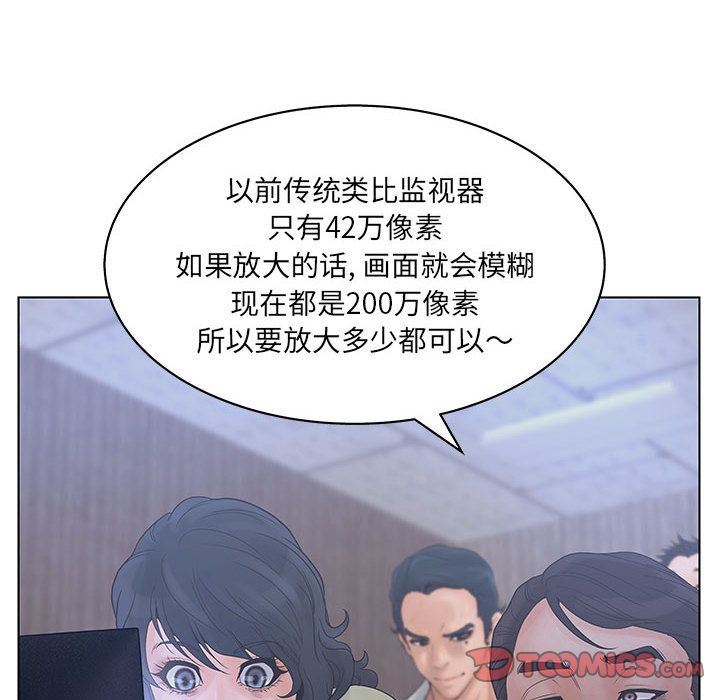 以前传统类比监视器
只有42万像素
如果放大的话, 画面就会模糊
现在都是200万像素
所以要放大多少都可以～
DTOOMICS.COM